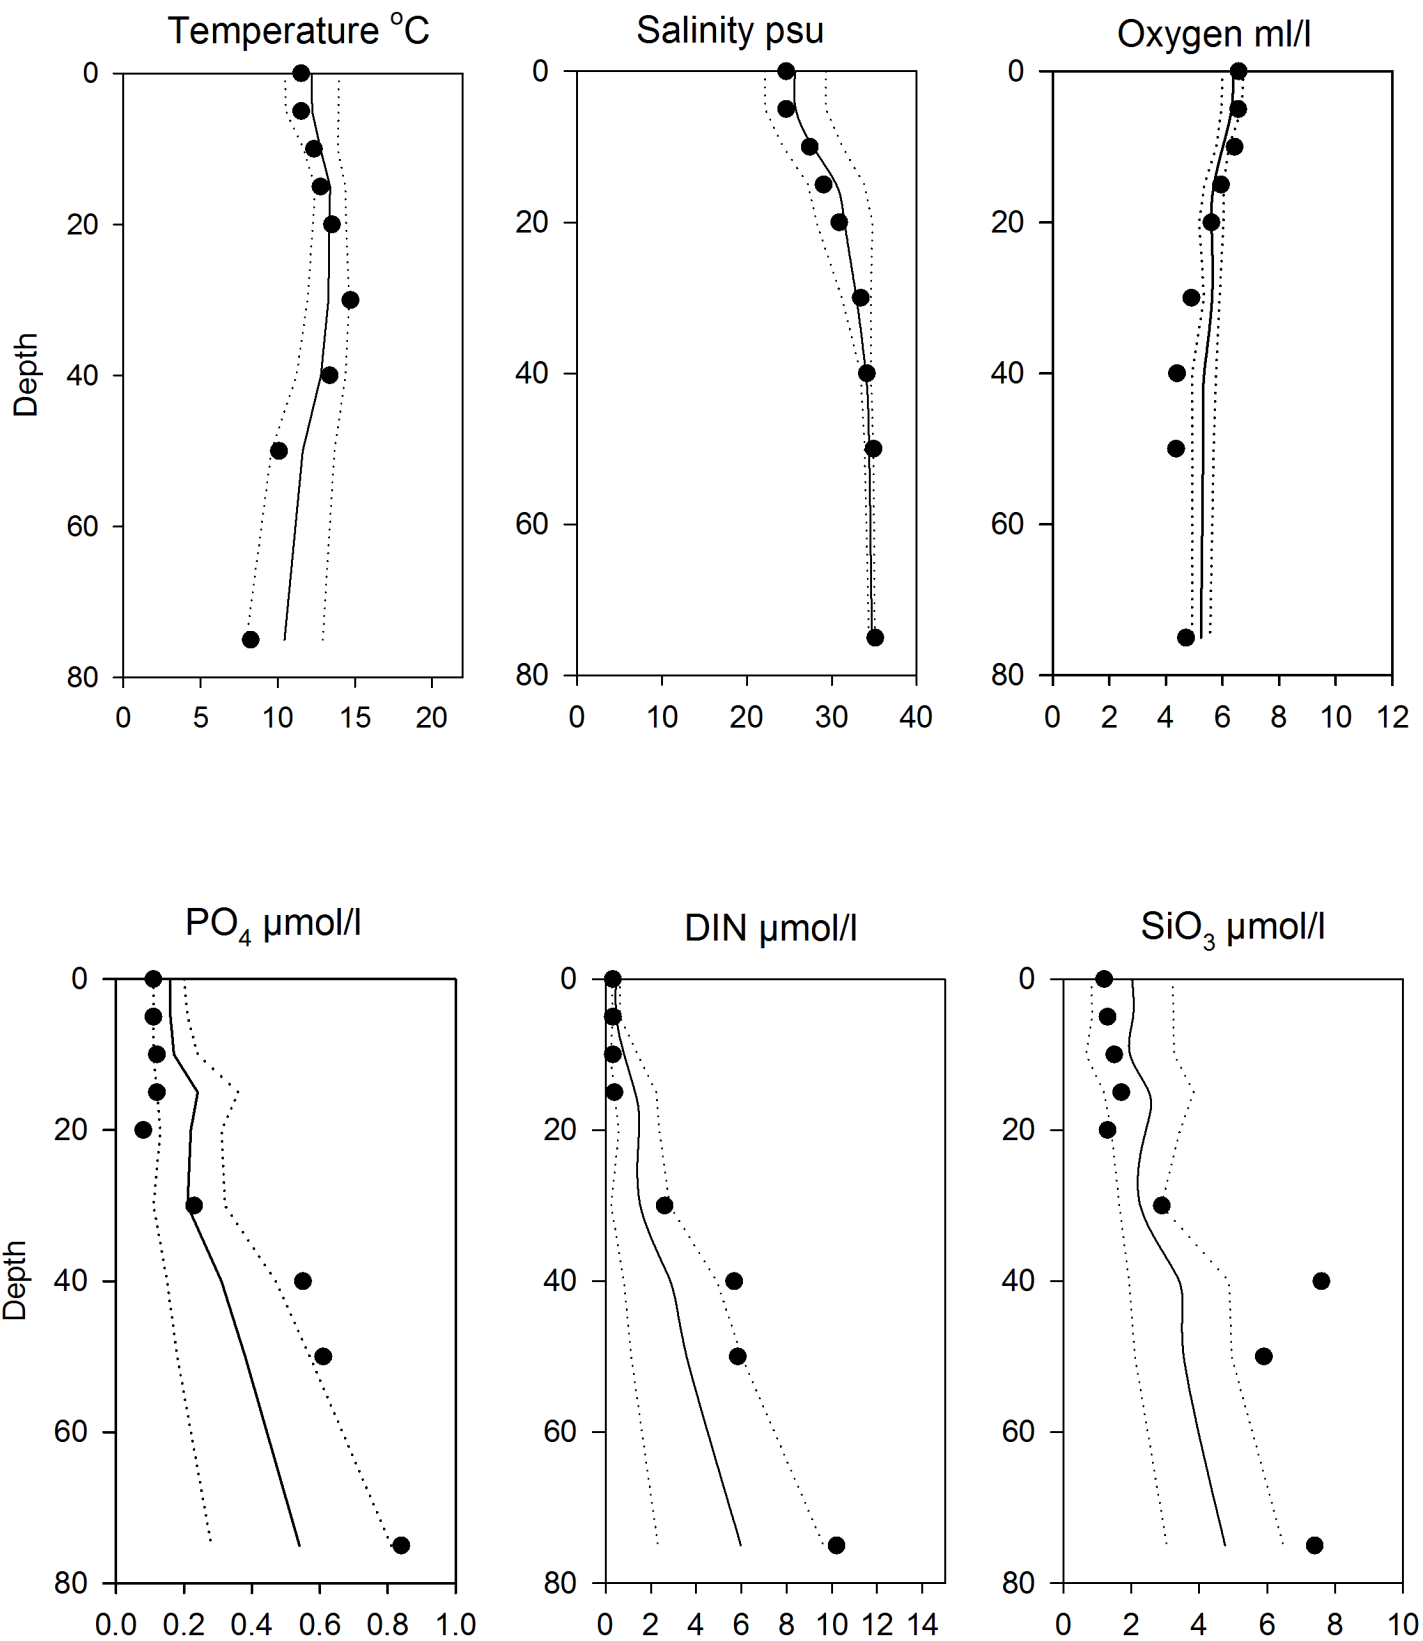 Temperature °C
Salinity psu
Oxygen ml/l
Depth
0
20
40
60
80
0 5 10 15 20
0
20
40
60
80
0 10 20 30 40
0
20
40
60
80
0 2 4 6 8 10 12
PO4 µmol/l
DIN µmol/l
SiO3 µmol/l
Depth
0
20
40
60
80
0.0 0.2 0.4 0.6 0.8 1.0
0
20
40
60
80
0 2 4 6 8 10 12 14
0
20
40
60
80
0 2 4 6 8 10